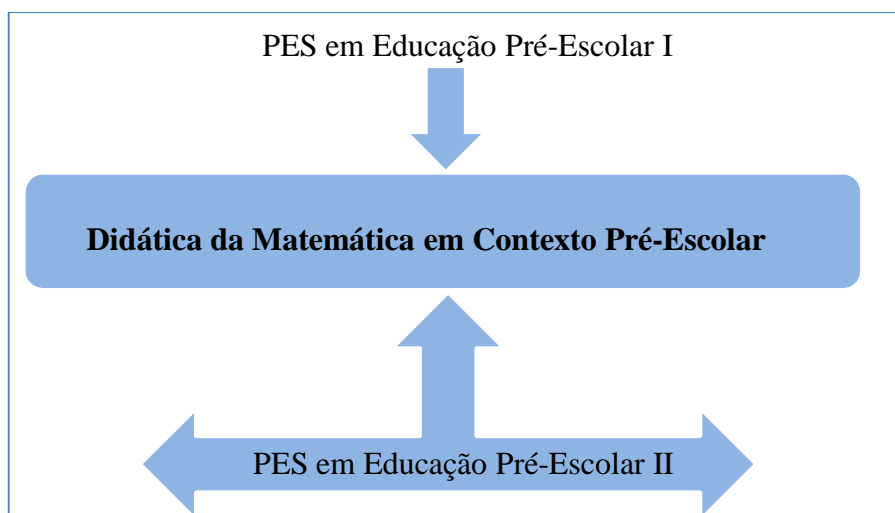 PES em Educação Pré-Escolar I
Didática da Matemática em Contexto Pré-Escolar
PES em Educação Pré-Escolar II